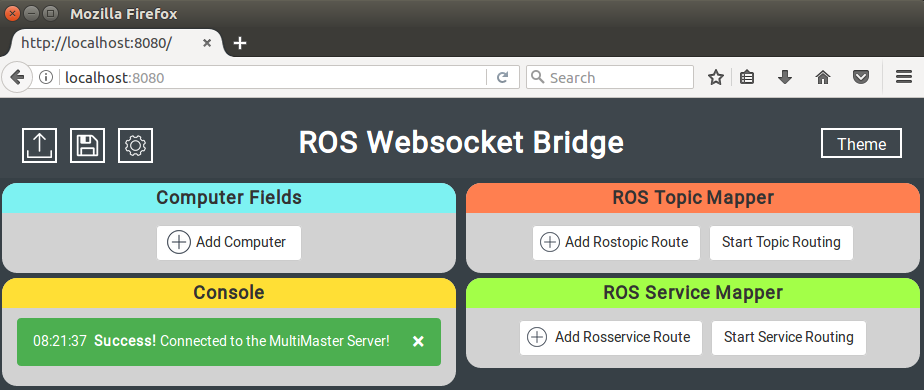 Mozilla Firefox
http://localhost:8080/
localhost:8080
Search
ROS Websocket Bridge
Theme
Computer Fields
Add Computer
ROS Topic Mapper
Add Rostopic Route
Start Topic Routing
Console
08:21:37 Success! Connected to the MultiMaster Server!
ROS Service Mapper
Add Rosservice Route
Start Service Routing